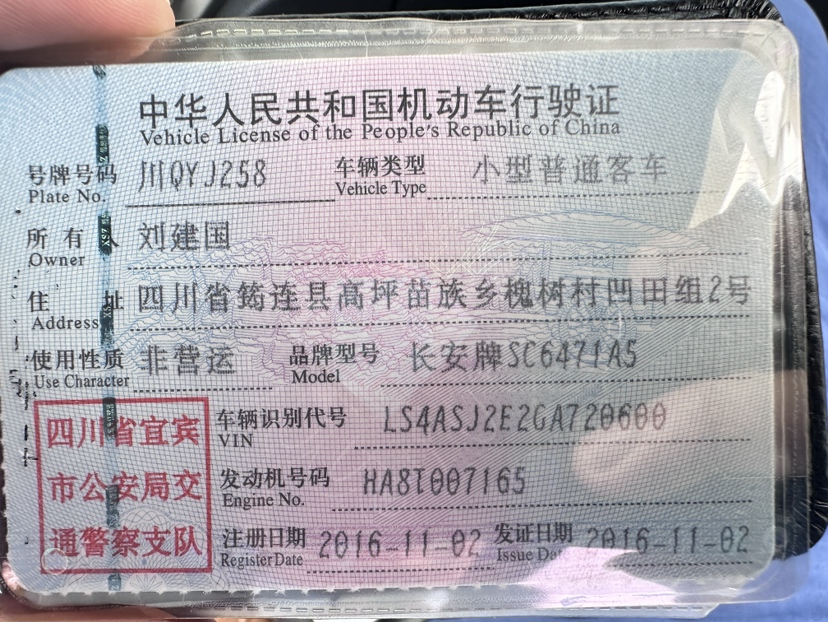 中华人民共和国机动车行驶证
Vehicle License of the People's Republic of China
号牌号码 川QYJ258 车辆类型 小型普通客车
Plate No. Vehicle Type
所有人 刘建国
Owner
住址 四川省筠连县高坪苗族乡槐树村凹田组2号
Address
使用性质 非营运 品牌型号 长安牌SC6471A5
Use Character Model
四川省宜宾 车辆识别代号 LS4ASJ2E2GA720600
VIN
市公安局交 发动机号码 HA8T007165
Engine No.
通警察支队 注册日期 2016-11-02 发证日期 2016-11-02
Register Date Issue Date